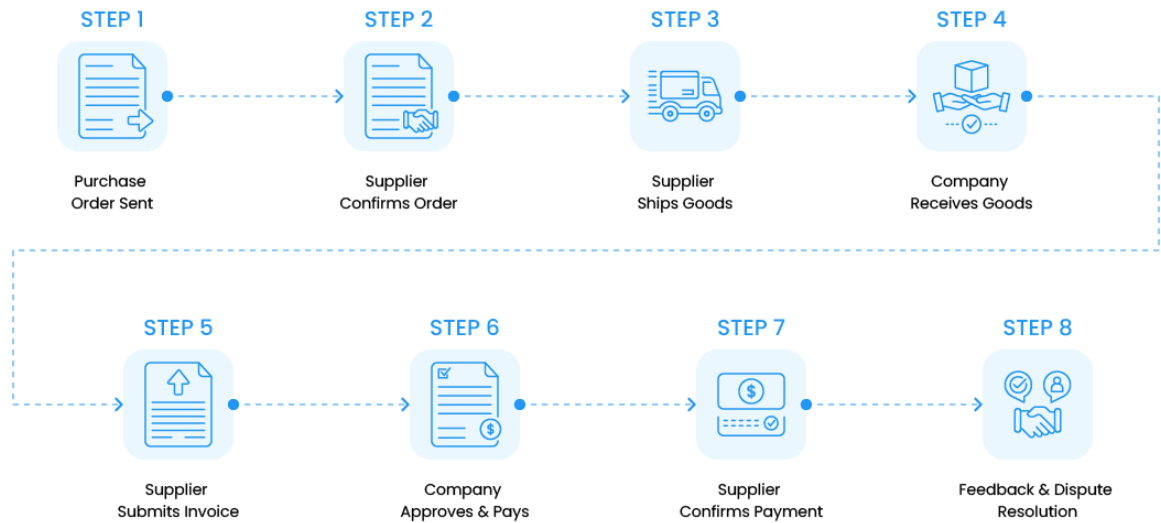 STEP 1
STEP 2
STEP 3
STEP 4
Purchase
Order Sent
Supplier
Confirms Order
Supplier
Ships Goods
Company
Receives Goods
STEP 5
STEP 6
STEP 7
STEP 8
$
$
Supplier
Submits Invoice
Company
Approves & Pays
Supplier
Confirms Payment
Feedback & Dispute
Resolution